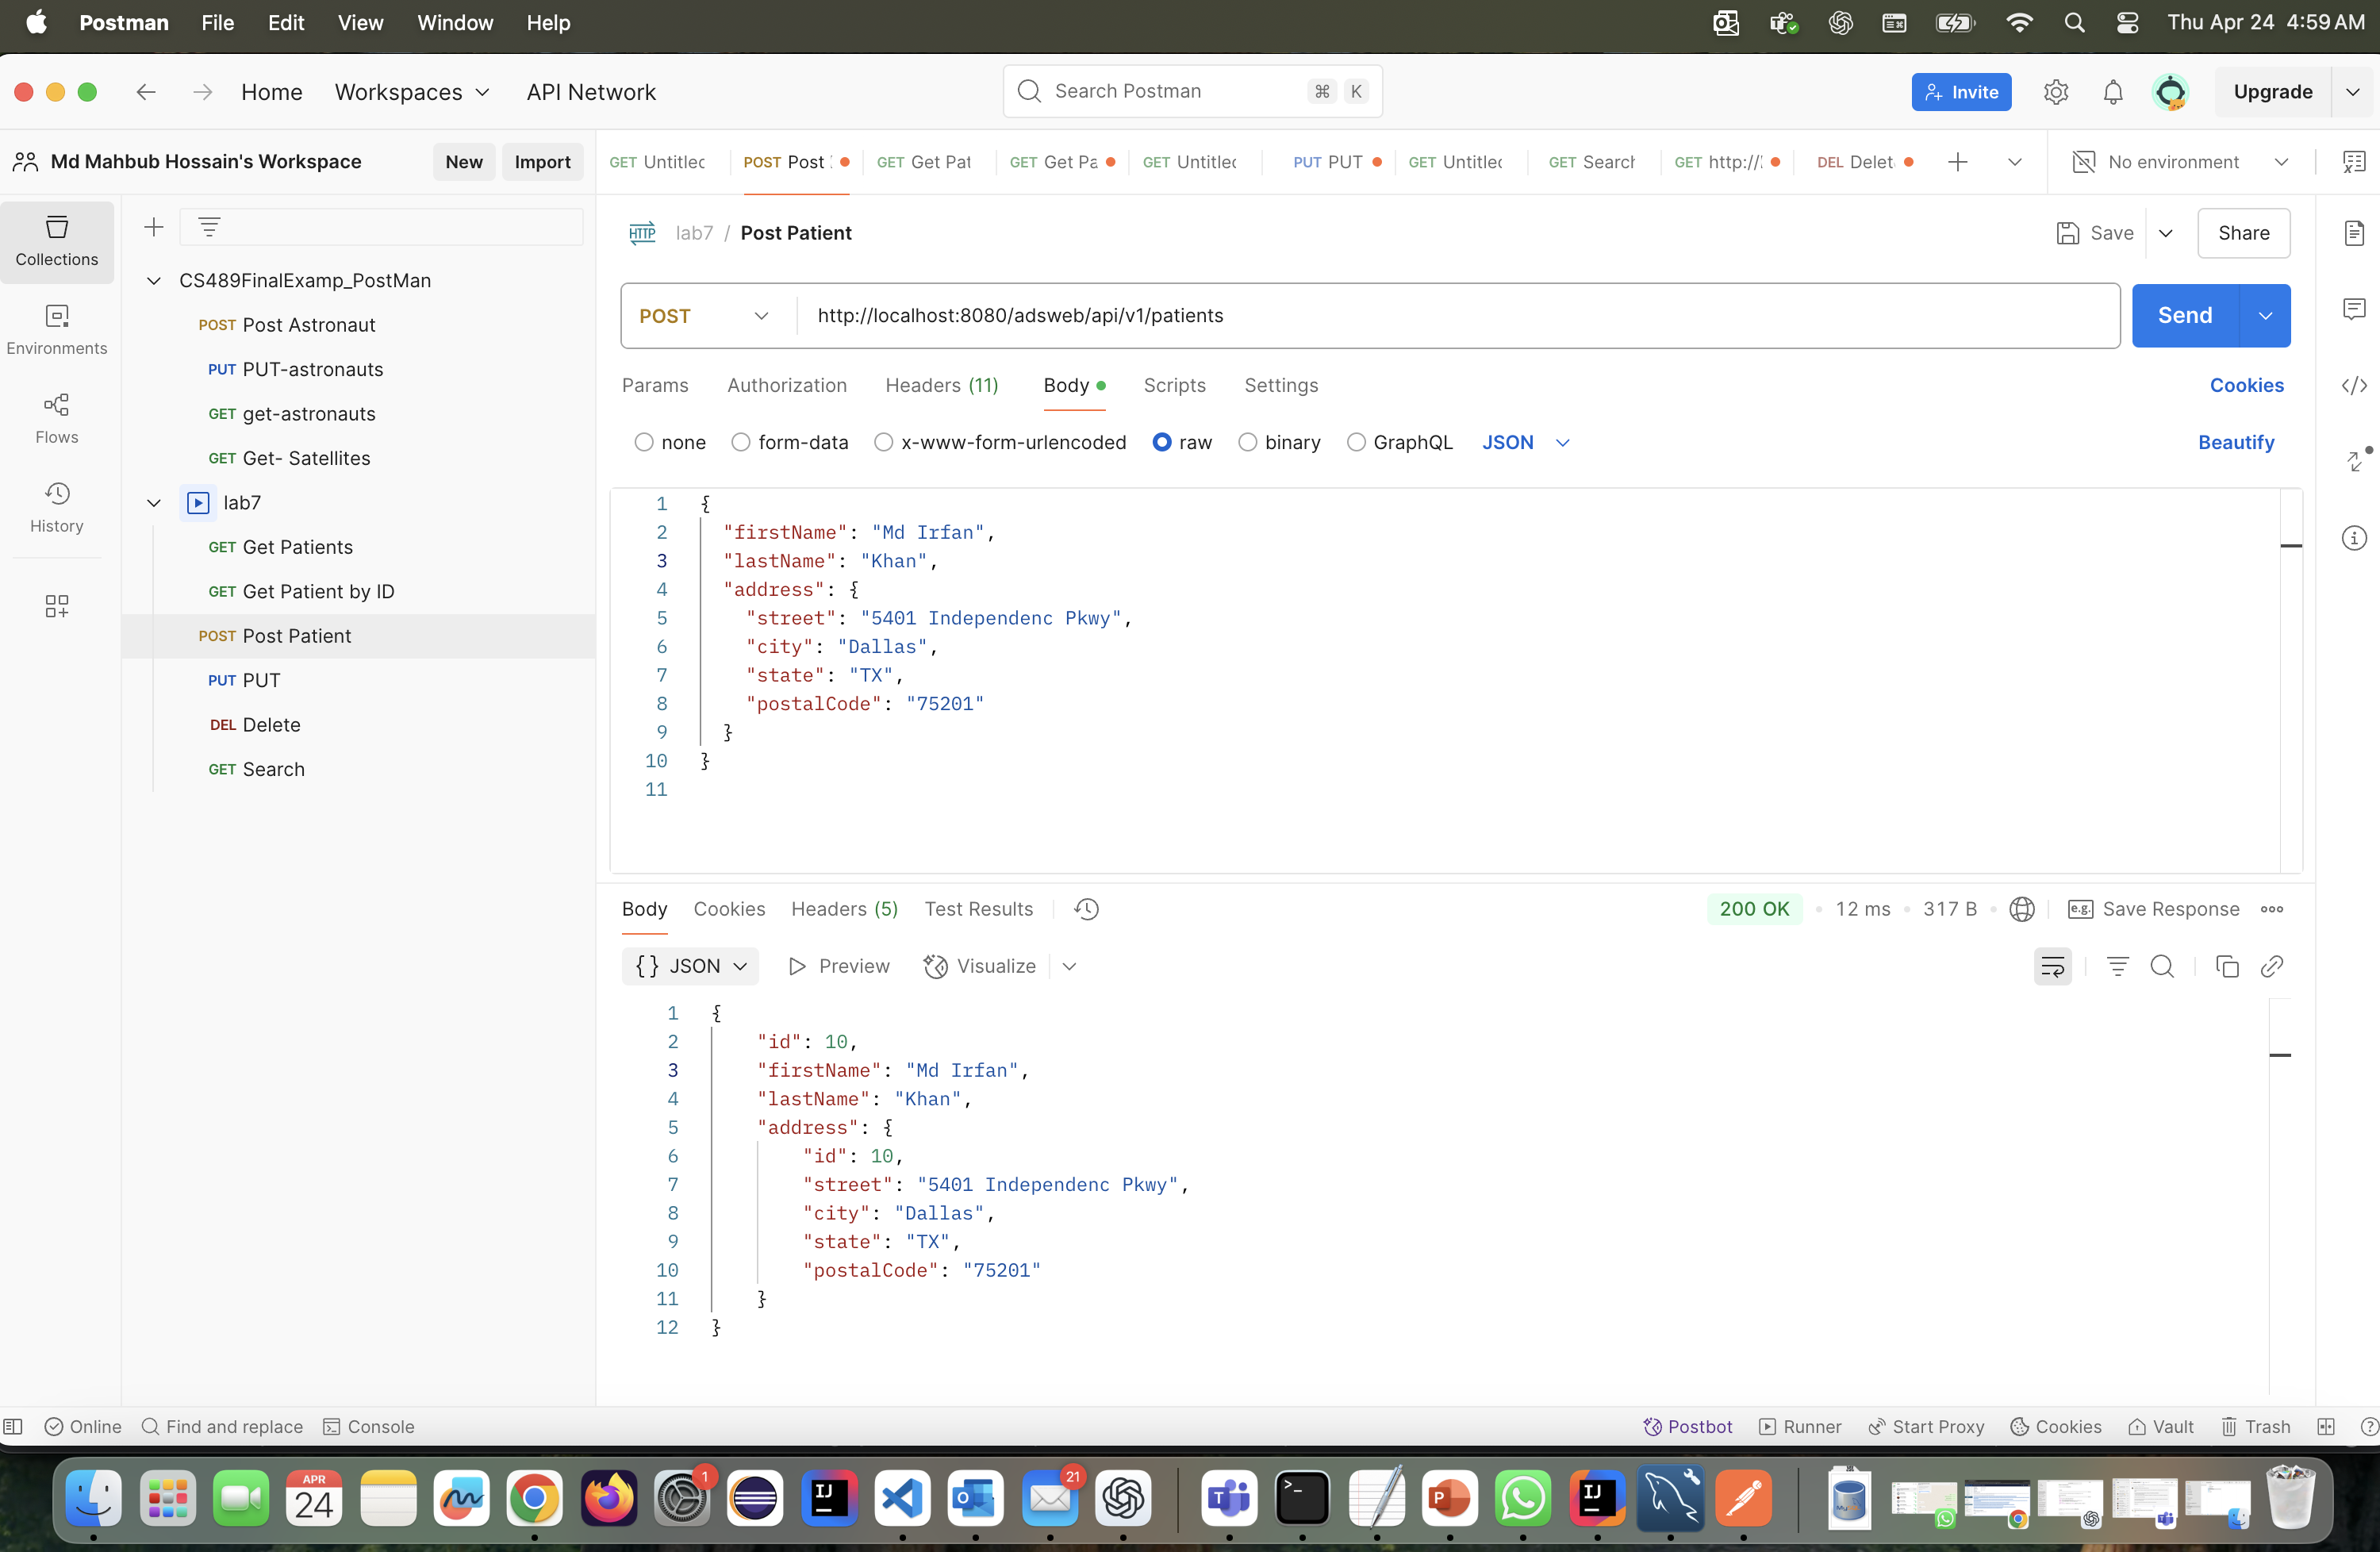 Postman File Edit View Window Help Thu Apr 24 4:59 AM
Home Workspaces API Network Search Postman ⌘ K Invite Upgrade
Md Mahbub Hossain's Workspace New Import GET Untitlec POST Post GET Get Pat GET Get Pa GET Untitlec PUT PUT GET Untitlec GET Search GET http:// DEL Delet No environment
Collections
Environments
Flows
History
CS489FinalExamp_PostMan
POST Post Astronaut
PUT PUT-astronauts
GET get-astronauts
GET Get- Satellites
lab7
GET Get Patients
GET Get Patient by ID
POST Post Patient
PUT PUT
DEL Delete
GET Search
HTTP lab7 / Post Patient Save Share
POST http://localhost:8080/adsweb/api/v1/patients Send
Params Authorization Headers (11) Body Scripts Settings Cookies
none form-data x-www-form-urlencoded raw binary GraphQL JSON Beautify
1 {
2 "firstName": "Md Irfan",
3 "lastName": "Khan",
4 "address": {
5 "street": "5401 Independenc Pkwy",
6 "city": "Dallas",
7 "state": "TX",
8 "postalCode": "75201"
9 }
10 }
11
Body Cookies Headers (5) Test Results 200 OK • 12 ms • 317 B • e.g. Save Response
{} JSON Preview Visualize
1 {
2 "id": 10,
3 "firstName": "Md Irfan",
4 "lastName": "Khan",
5 "address": {
6 "id": 10,
7 "street": "5401 Independenc Pkwy",
8 "city": "Dallas",
9 "state": "TX",
10 "postalCode": "75201"
11 }
12 }
Online Find and replace Console Postbot Runner Start Proxy Cookies Vault Trash
APR 24 1 IJ 21 IJ